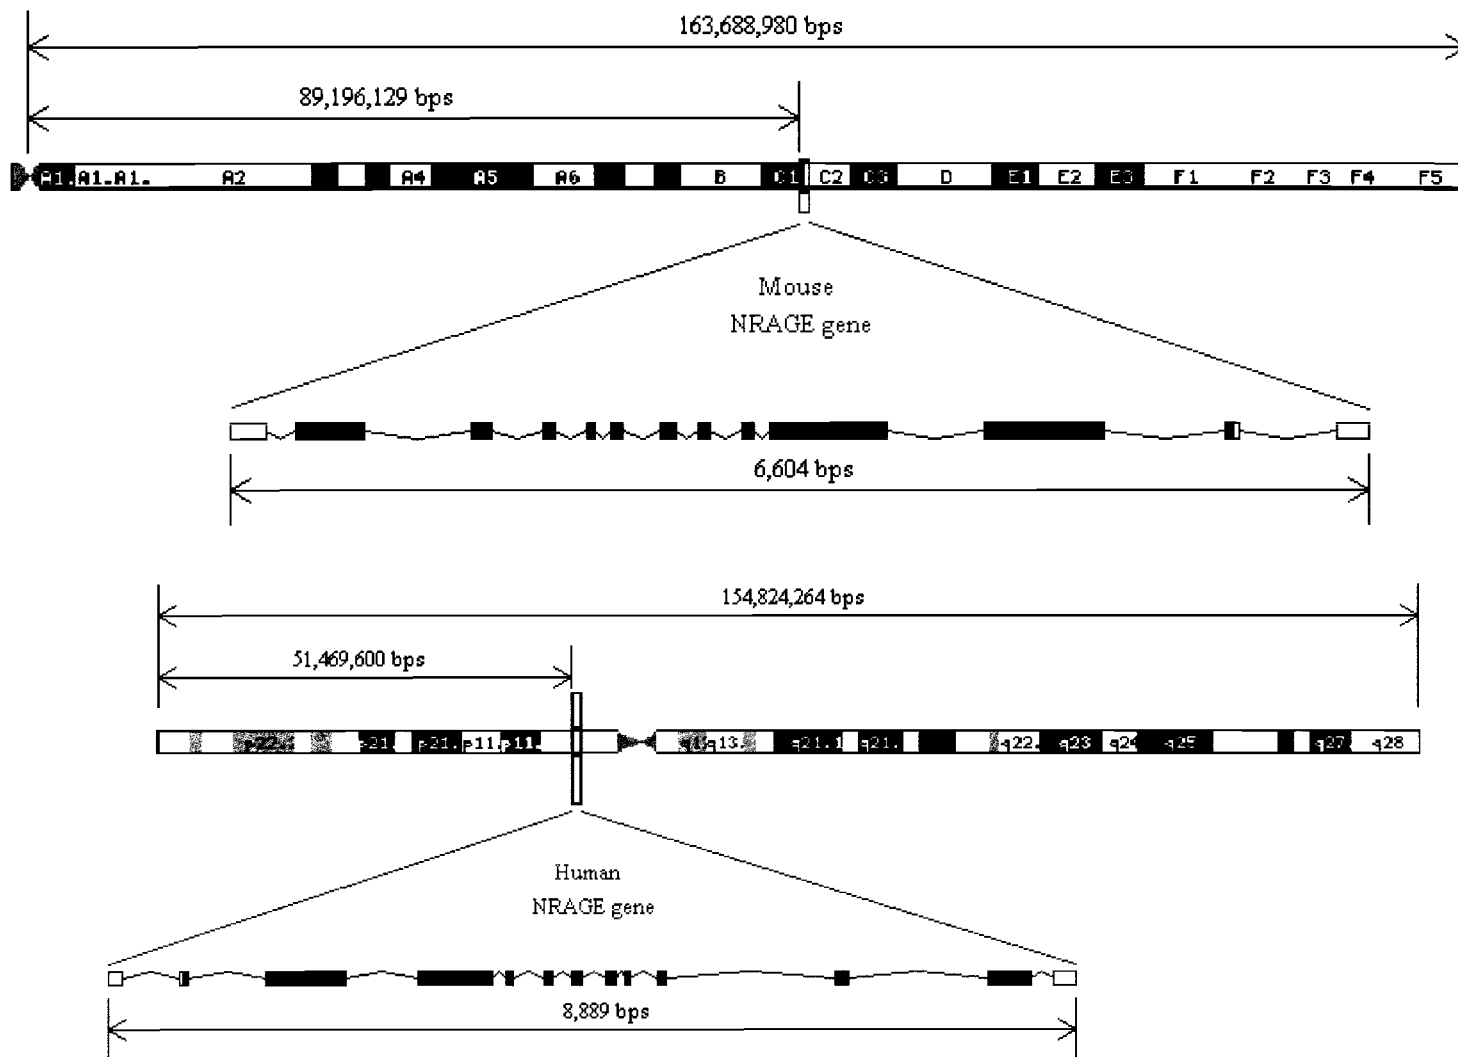 163,688,980 bps
89,196,129 bps
A1. A1. A1. A2 A4 A5 A6 B C1 C2 C3 D E1 E2 E3 F1 F2 F3 F4 F5
Mouse
NRAGE gene
6,604 bps
154,824,264 bps
51,469,600 bps
p22. p21. p21. p11. p11. q13. q21.1 q21. q22. q23 q24 q25 q27 q28
Human
NRAGE gene
8,889 bps